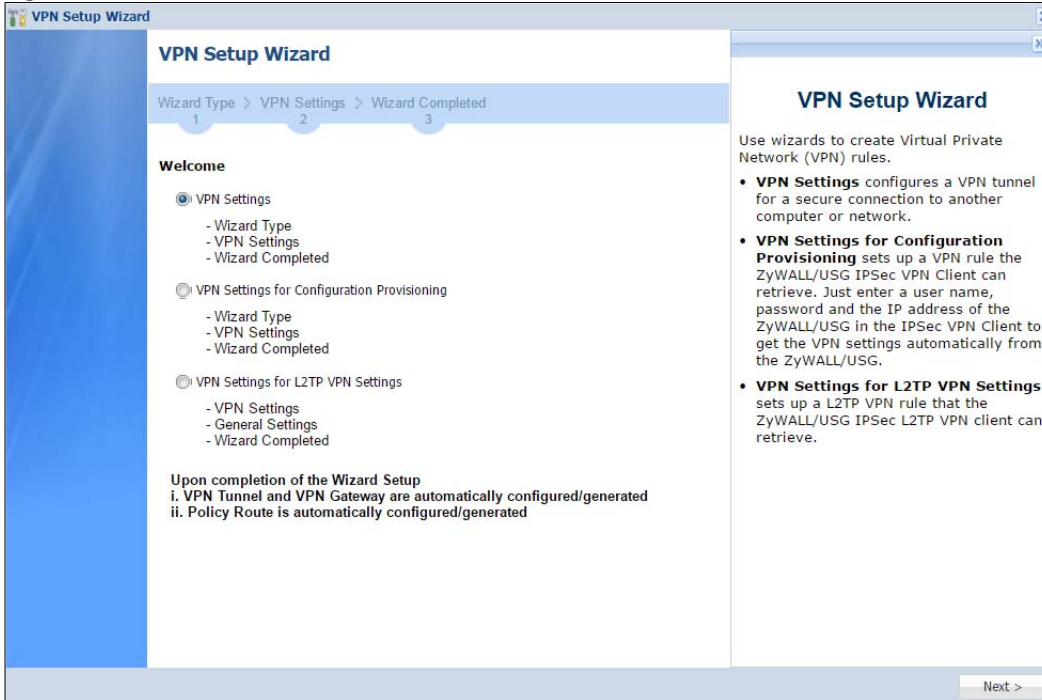 VPN Setup Wizard
VPN Setup Wizard
Wizard Type > VPN Settings > Wizard Completed
1 2 3
Welcome
VPN Settings
- Wizard Type
- VPN Settings
- Wizard Completed
VPN Settings for Configuration Provisioning
- Wizard Type
- VPN Settings
- Wizard Completed
VPN Settings for L2TP VPN Settings
- VPN Settings
- General Settings
- Wizard Completed
Upon completion of the Wizard Setup
i. VPN Tunnel and VPN Gateway are automatically configured/generated
ii. Policy Route is automatically configured/generated
VPN Setup Wizard
Use wizards to create Virtual Private
Network (VPN) rules.
• VPN Settings configures a VPN tunnel
for a secure connection to another
computer or network.
• VPN Settings for Configuration
Provisioning sets up a VPN rule the
ZyWALL/USG IPSec VPN Client can
retrieve. Just enter a user name,
password and the IP address of the
ZyWALL/USG in the IPSec VPN Client to
get the VPN settings automatically from
the ZyWALL/USG.
• VPN Settings for L2TP VPN Settings
sets up a L2TP VPN rule that the
ZyWALL/USG IPSec L2TP VPN client can
retrieve.
Next >